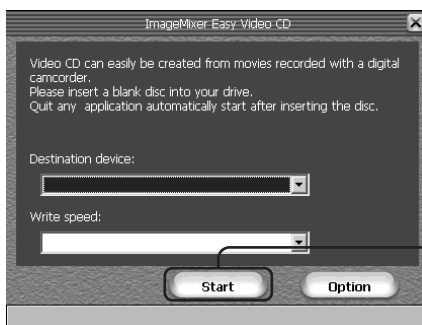 ImageMixer Easy Video CD
Video CD can easily be created from movies recorded with a digital
camcorder.
Please insert a blank disc into your drive.
Quit any application automatically start after inserting the disc.
Destination device:
Write speed:
Start
Option